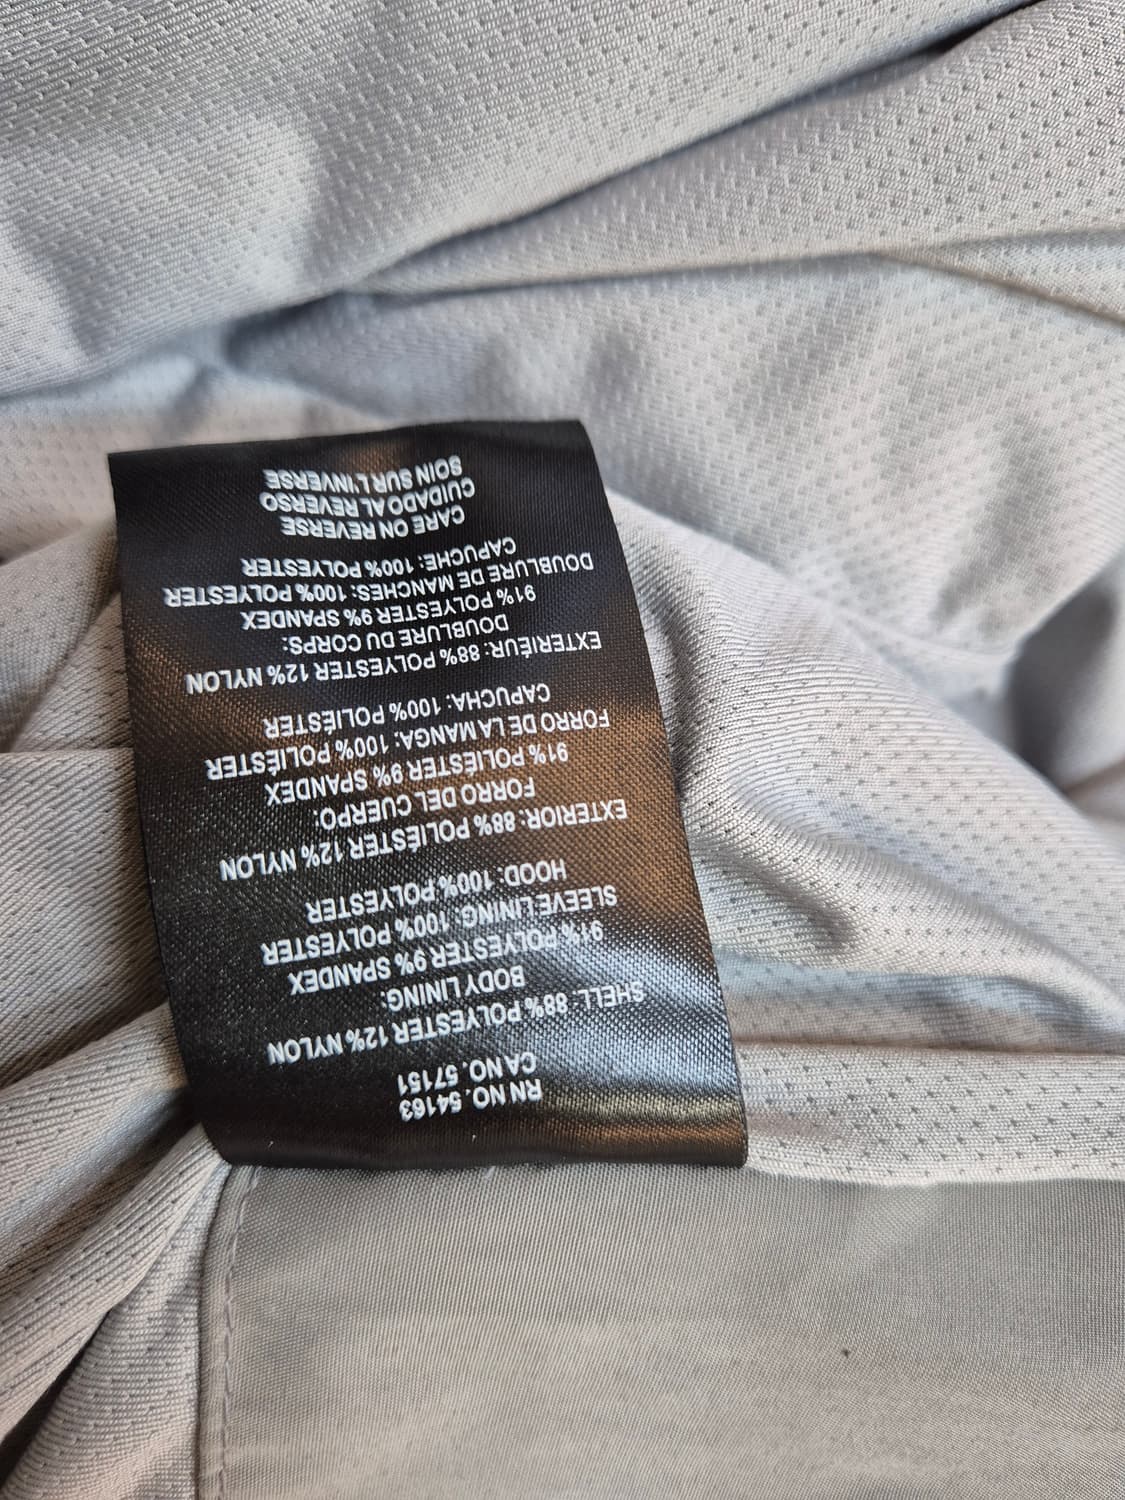 RN NO. 54163
CA NO. 57151
SHELL: 88% POLYESTER 12% NYLON
BODY LINING:
91% POLYESTER 9% SPANDEX
SLEEVE LINING: 100% POLYESTER
HOOD: 100% POLYESTER
EXTERIOR: 88% POLIÉSTER 12% NYLON
FORRO DEL CUERPO:
91% POLIÉSTER 9% SPANDEX
FORRO DE LA MANGA: 100% POLIÉSTER
CAPUCHA: 100% POLIÉSTER
EXTERIÉUR: 88% POLYESTER 12% NYLON
DOUBLURE DU CORPS:
91% POLYESTER 9% SPANDEX
DOUBLURE DE MANCHES: 100% POLYESTER
CAPUCHE: 100% POLYESTER
CARE ON REVERSE
CUIDADO AL REVERSO
SOIN SUR L'INVERSE